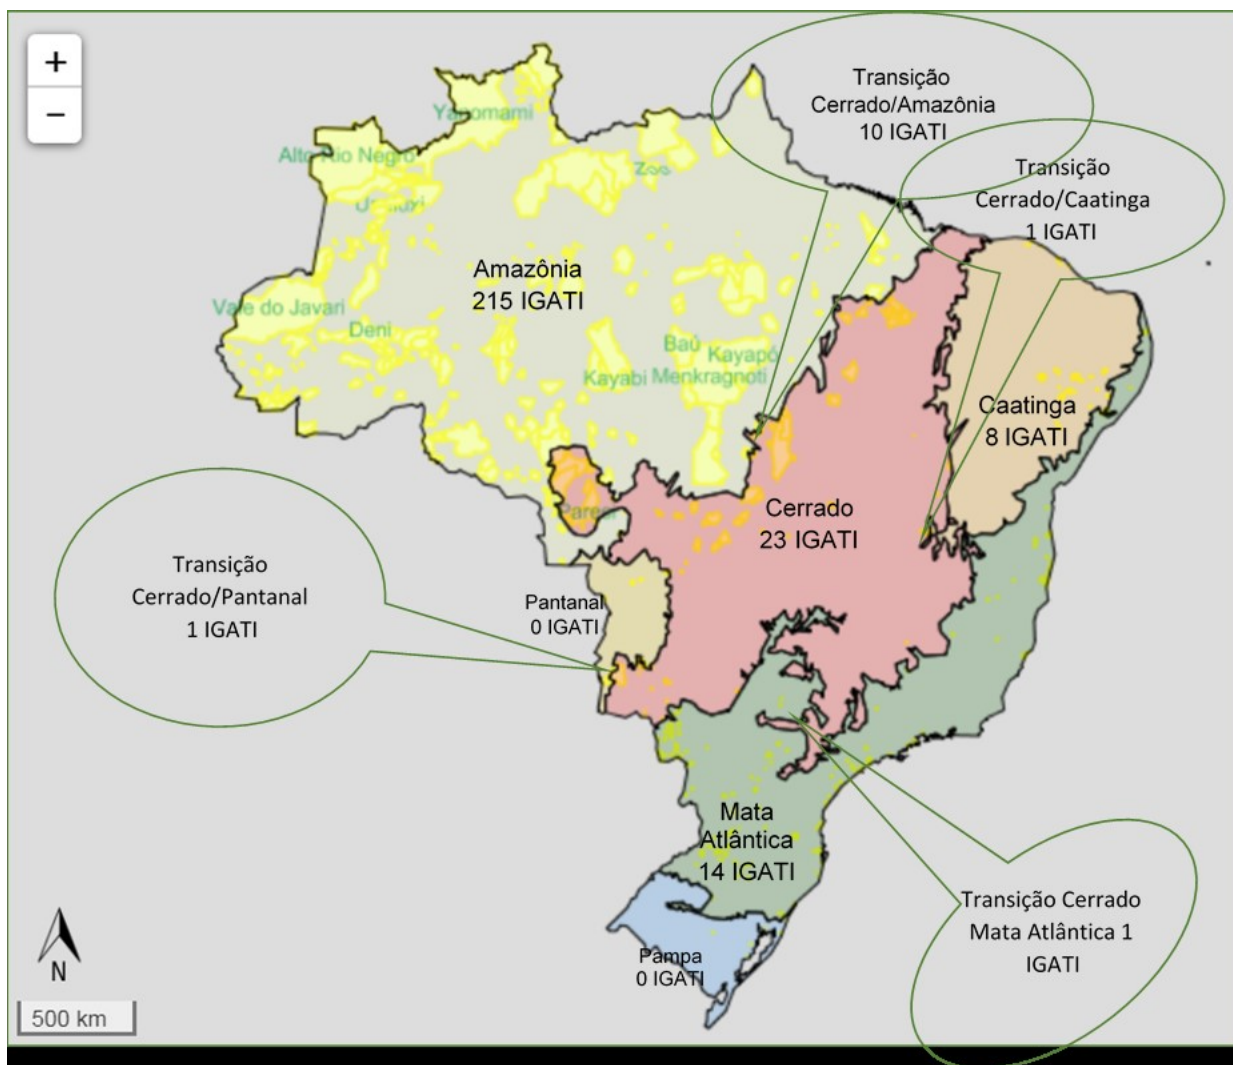 +
−
Transição
Cerrado/Amazônia
10 IGATI
Transição
Cerrado/Caatinga
1 IGATI
Yanomami
Alto Rio Negro
Zoe
Amazônia
215 IGATI
Vale do Javari
Deni
Baú
Kayapó
Kayabi
Menkragnoti
Caatinga
8 IGATI
Cerrado
23 IGATI
Paresi
Transição
Cerrado/Pantanal
1 IGATI
Pantanal
0 IGATI
Mata
Atlântica
14 IGATI
Transição Cerrado
Mata Atlântica 1
IGATI
Pampa
0 IGATI
N
500 km